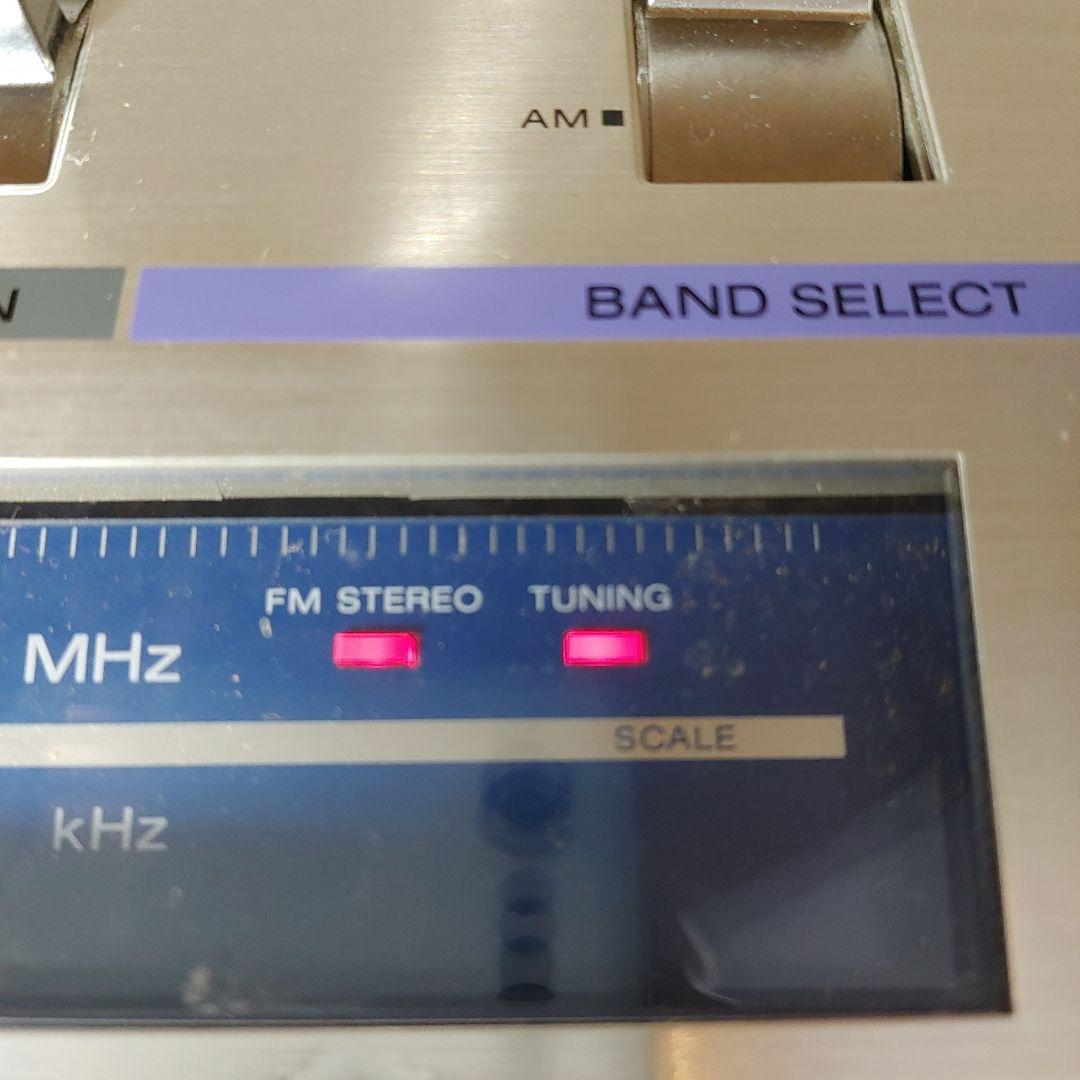 AM
N
BAND SELECT
FM STEREO TUNING
MHz
SCALE
kHz